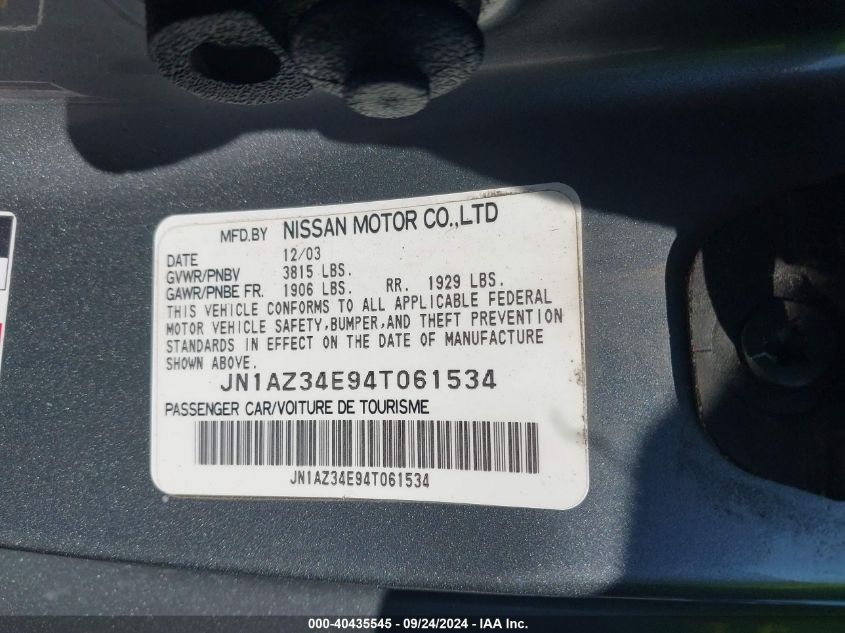 MFD.BY NISSAN MOTOR CO.,LTD
DATE 12/03
GVWR/PNBV 3815 LBS.
GAWR/PNBE FR. 1906 LBS. RR. 1929 LBS.
THIS VEHICLE CONFORMS TO ALL APPLICABLE FEDERAL
MOTOR VEHICLE SAFETY,BUMPER,AND THEFT PREVENTION
STANDARDS IN EFFECT ON THE DATE OF MANUFACTURE
SHOWN ABOVE.
JN1AZ34E94T061534
PASSENGER CAR/VOITURE DE TOURISME
JN1AZ34E94T061534
000-40435545 - 09/24/2024 - IAA Inc.